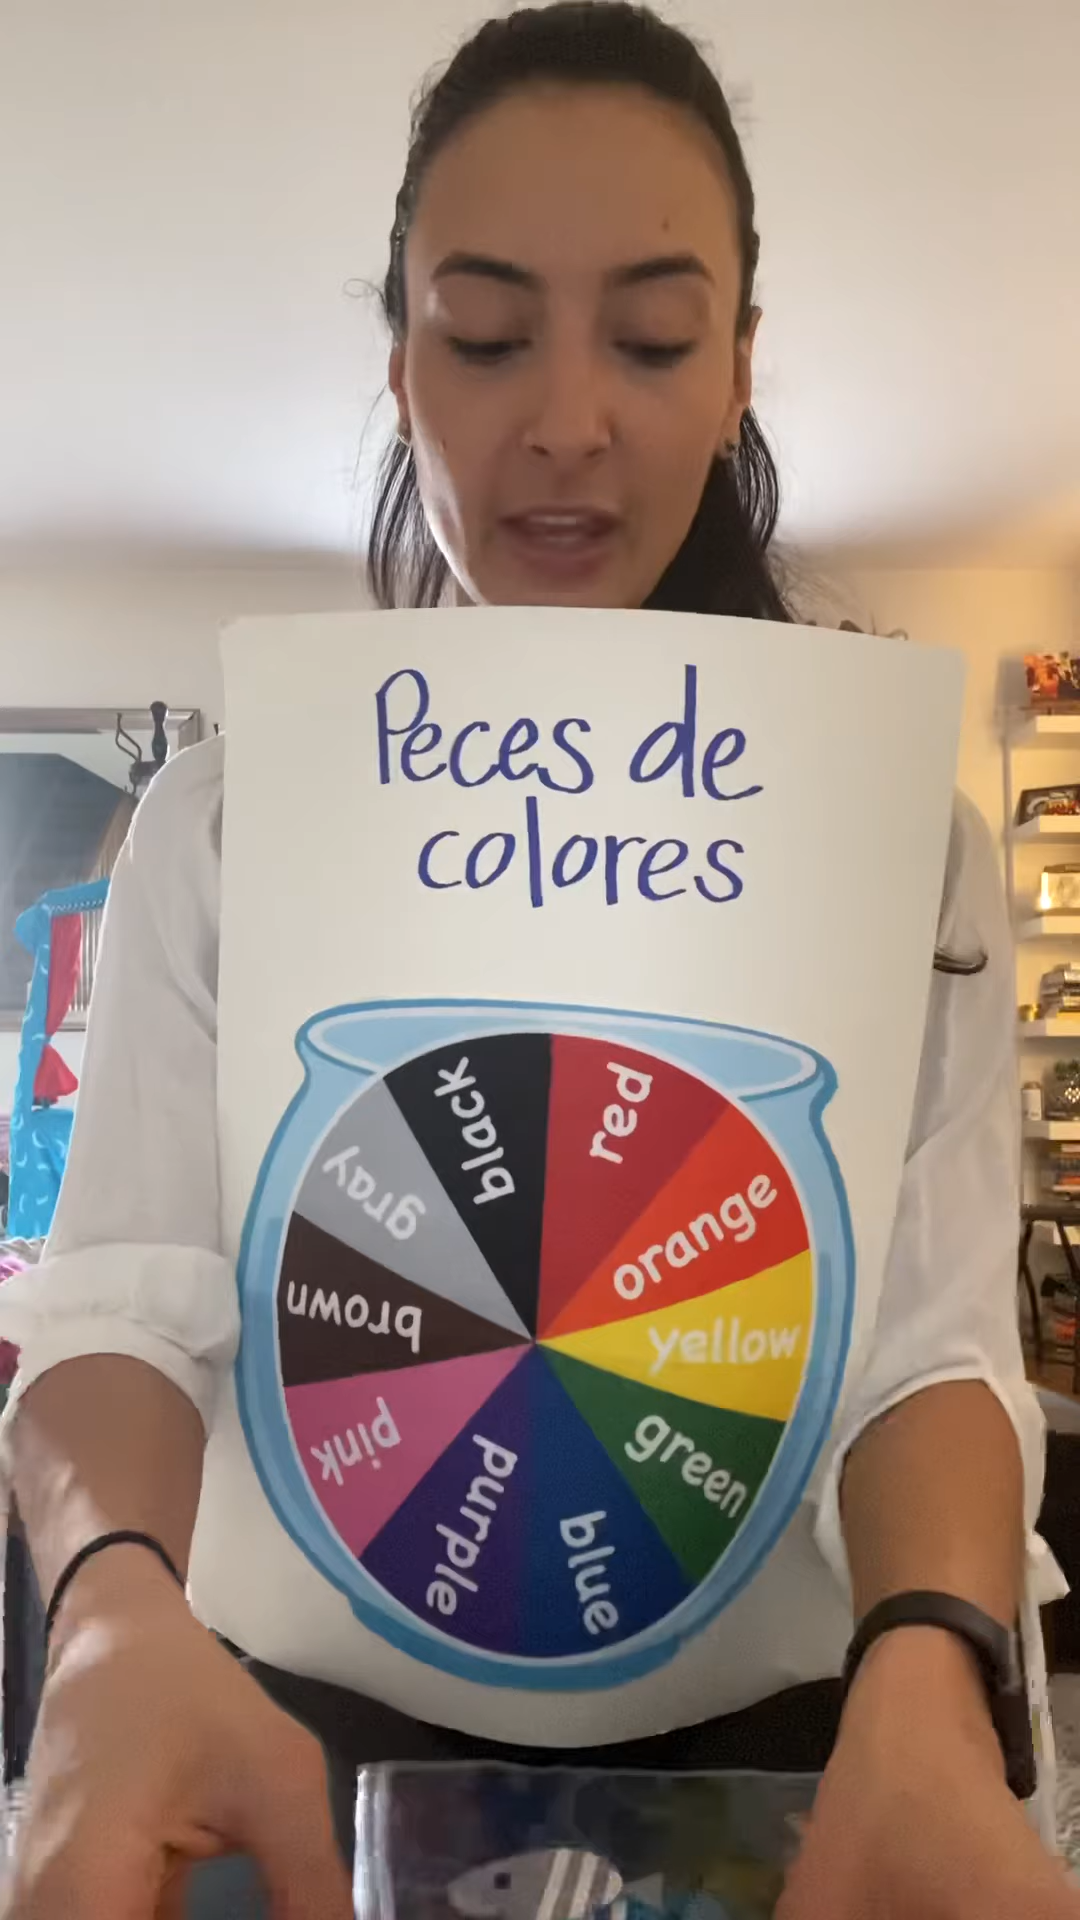 Peces de
colores
black
red
gray
orange
brown
yellow
pink
green
purple
blue